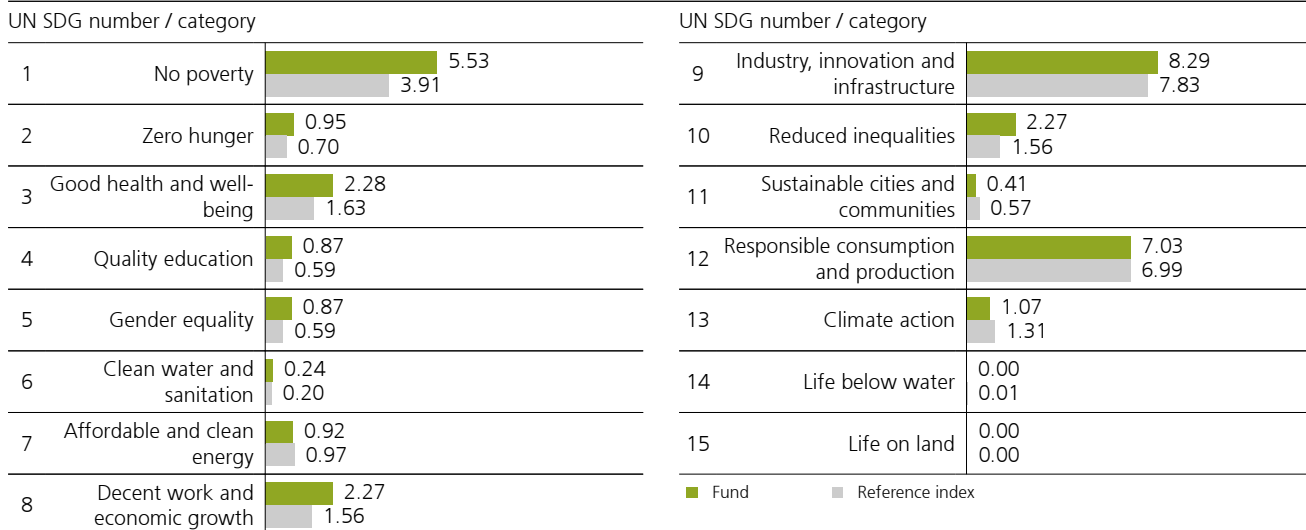 UN SDG number / category
1 No poverty 5.53
3.91
2 Zero hunger 0.95
0.70
3 Good health and well-
being 2.28
1.63
4 Quality education 0.87
0.59
5 Gender equality 0.87
0.59
6 Clean water and
sanitation 0.24
0.20
7 Affordable and clean
energy 0.92
0.97
8 Decent work and
economic growth 2.27
1.56
UN SDG number / category
9 Industry, innovation and
infrastructure 8.29
7.83
10 Reduced inequalities 2.27
1.56
11 Sustainable cities and
communities 0.41
0.57
12 Responsible consumption
and production 7.03
6.99
13 Climate action 1.07
1.31
14 Life below water 0.00
0.01
15 Life on land 0.00
0.00
Fund Reference index